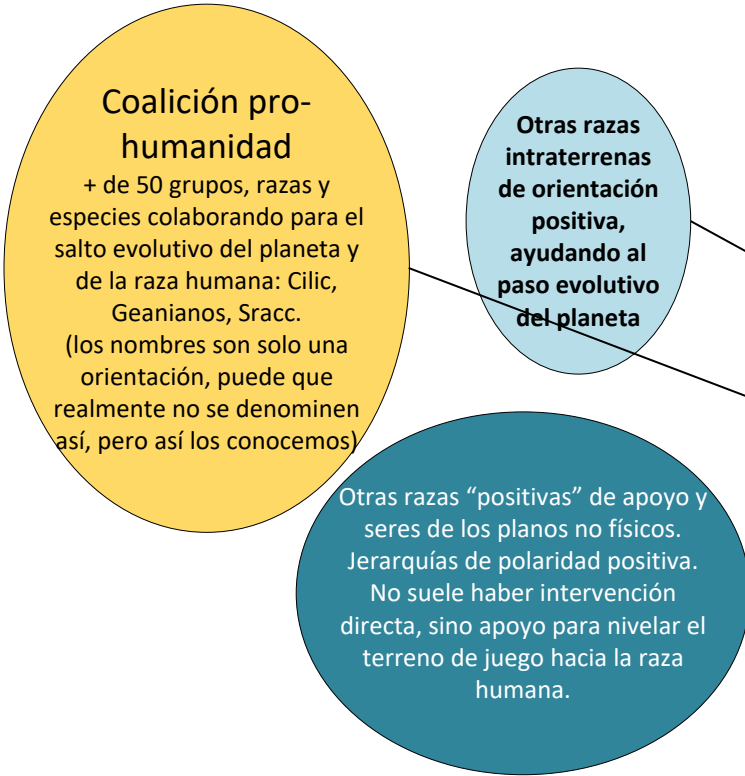 Coalición pro-
humanidad
+ de 50 grupos, razas y
especies colaborando para el
salto evolutivo del planeta y
de la raza humana: Cilic,
Geanianos, Sracc.
(los nombres son solo una
orientación, puede que
realmente no se denominen
así, pero así los conocemos)
Otras razas
intraterrenas
de orientación
positiva,
ayudando al
paso evolutivo
del planeta
Otras razas “positivas” de apoyo y
seres de los planos no físicos.
Jerarquías de polaridad positiva.
No suele haber intervención
directa, sino apoyo para nivelar el
terreno de juego hacia la raza
humana.